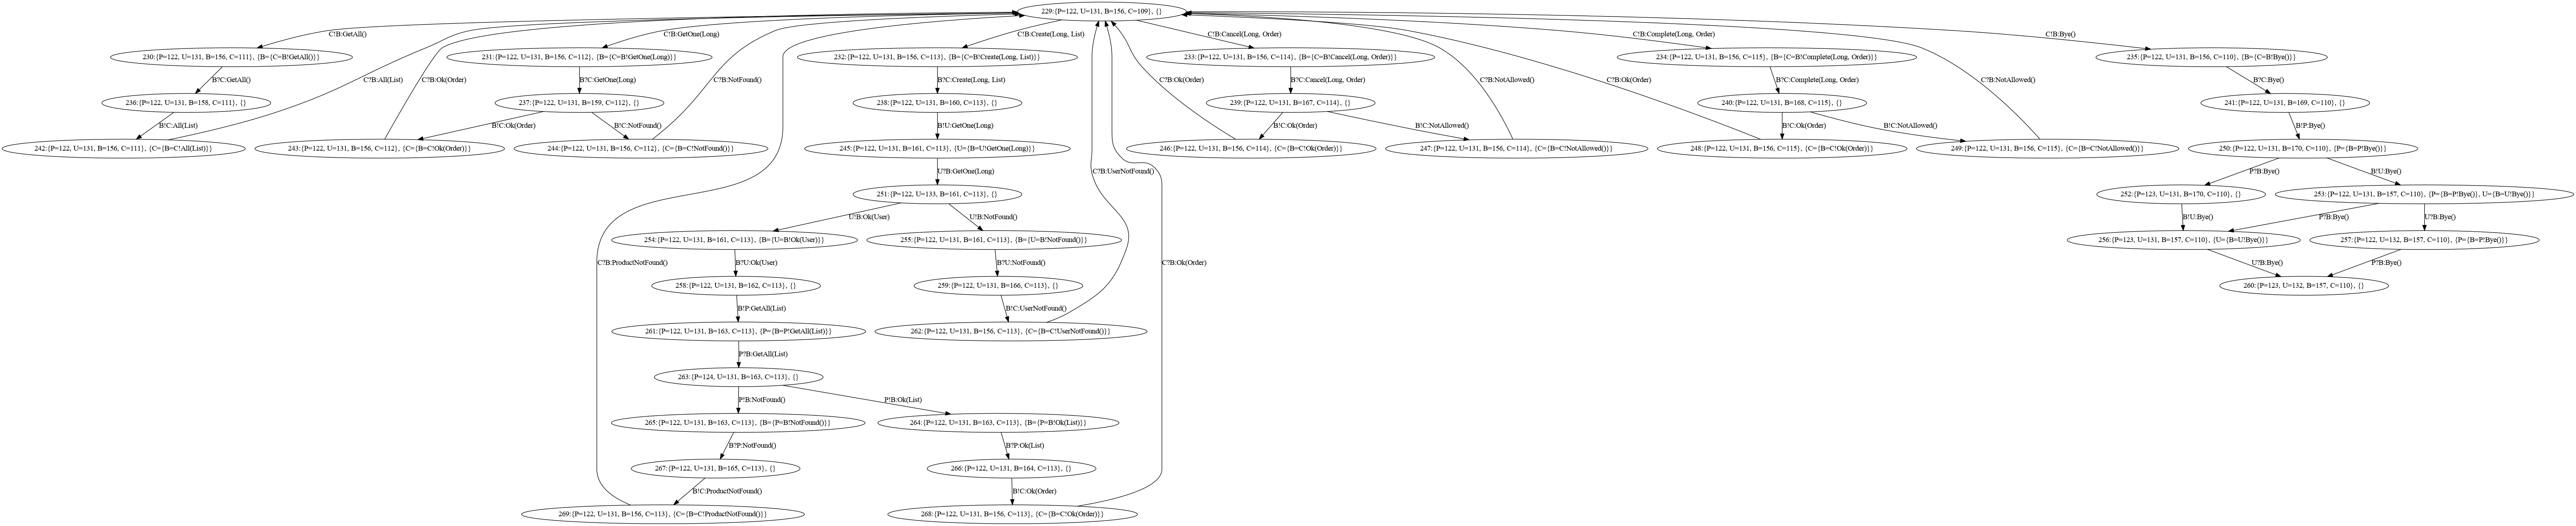 229:{P=122, U=131, B=156, C=109}, {}
C!B:GetAll()
C!B:GetOne(Long)
C!B:Create(Long, List)
C!B:Cancel(Long, Order)
C!B:Complete(Long, Order)
C!B:Bye()
230:{P=122, U=131, B=156, C=111}, {B={C=B!GetAll()}}
231:{P=122, U=131, B=156, C=112}, {B={C=B!GetOne(Long)}}
232:{P=122, U=131, B=156, C=113}, {B={C=B!Create(Long, List)}}
233:{P=122, U=131, B=156, C=114}, {B={C=B!Cancel(Long, Order)}}
234:{P=122, U=131, B=156, C=115}, {B={C=B!Complete(Long, Order)}}
235:{P=122, U=131, B=156, C=110}, {B={C=B!Bye()}}
B?C:GetAll()
C?B:All(List)
C?B:Ok(Order)
B?C:GetOne(Long)
C?B:NotFound()
B?C:Create(Long, List)
C?B:Ok(Order)
B?C:Cancel(Long, Order)
C?B:NotAllowed()
C?B:Ok(Order)
B?C:Complete(Long, Order)
C?B:NotAllowed()
B?C:Bye()
236:{P=122, U=131, B=158, C=111}, {}
237:{P=122, U=131, B=159, C=112}, {}
238:{P=122, U=131, B=160, C=113}, {}
239:{P=122, U=131, B=167, C=114}, {}
240:{P=122, U=131, B=168, C=115}, {}
241:{P=122, U=131, B=169, C=110}, {}
B!C:All(List)
B!C:Ok(Order)
B!C:NotFound()
B!U:GetOne(Long)
B!C:Ok(Order)
B!C:NotAllowed()
B!C:Ok(Order)
B!C:NotAllowed()
B!P:Bye()
242:{P=122, U=131, B=156, C=111}, {C={B=C!All(List)}}
243:{P=122, U=131, B=156, C=112}, {C={B=C!Ok(Order)}}
244:{P=122, U=131, B=156, C=112}, {C={B=C!NotFound()}}
245:{P=122, U=131, B=161, C=113}, {U={B=U!GetOne(Long)}}
246:{P=122, U=131, B=156, C=114}, {C={B=C!Ok(Order)}}
247:{P=122, U=131, B=156, C=114}, {C={B=C!NotAllowed()}}
248:{P=122, U=131, B=156, C=115}, {C={B=C!Ok(Order)}}
249:{P=122, U=131, B=156, C=115}, {C={B=C!NotAllowed()}}
250:{P=122, U=131, B=170, C=110}, {P={B=P!Bye()}}
U?B:GetOne(Long)
C?B:UserNotFound()
P?B:Bye()
B!U:Bye()
251:{P=122, U=133, B=161, C=113}, {}
252:{P=123, U=131, B=170, C=110}, {}
253:{P=122, U=131, B=157, C=110}, {P={B=P!Bye()}, U={B=U!Bye()}}
U!B:Ok(User)
U!B:NotFound()
B!U:Bye()
P?B:Bye()
U?B:Bye()
254:{P=122, U=131, B=161, C=113}, {B={U=B!Ok(User)}}
255:{P=122, U=131, B=161, C=113}, {B={U=B!NotFound()}}
256:{P=123, U=131, B=157, C=110}, {U={B=U!Bye()}}
257:{P=122, U=132, B=157, C=110}, {P={B=P!Bye()}}
C?B:ProductNotFound()
B?U:Ok(User)
B?U:NotFound()
C?B:Ok(Order)
U?B:Bye()
P?B:Bye()
258:{P=122, U=131, B=162, C=113}, {}
259:{P=122, U=131, B=166, C=113}, {}
260:{P=123, U=132, B=157, C=110}, {}
B!P:GetAll(List)
B!C:UserNotFound()
261:{P=122, U=131, B=163, C=113}, {P={B=P!GetAll(List)}}
262:{P=122, U=131, B=156, C=113}, {C={B=C!UserNotFound()}}
P?B:GetAll(List)
263:{P=124, U=131, B=163, C=113}, {}
P!B:NotFound()
P!B:Ok(List)
265:{P=122, U=131, B=163, C=113}, {B={P=B!NotFound()}}
264:{P=122, U=131, B=163, C=113}, {B={P=B!Ok(List)}}
B?P:NotFound()
B?P:Ok(List)
267:{P=122, U=131, B=165, C=113}, {}
266:{P=122, U=131, B=164, C=113}, {}
B!C:ProductNotFound()
B!C:Ok(Order)
269:{P=122, U=131, B=156, C=113}, {C={B=C!ProductNotFound()}}
268:{P=122, U=131, B=156, C=113}, {C={B=C!Ok(Order)}}